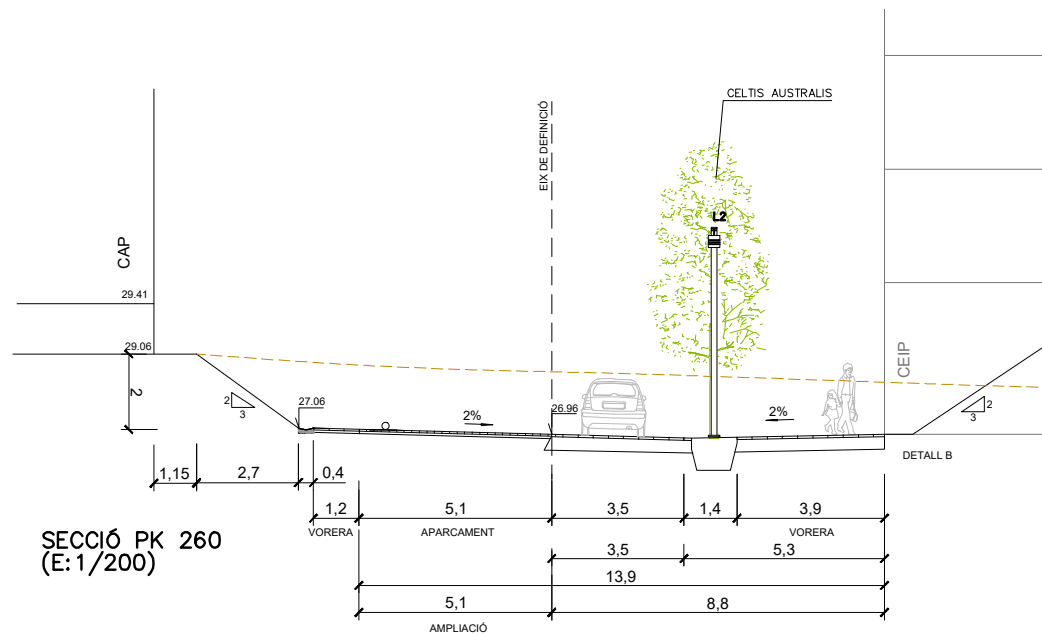 CELTIS AUSTRALIS
EIX DE DEFINICIÓ
L2
CAP
29.41
29.06
CEIP
2
2
3
27.06
2%
26.96
2%
2
3
DETALL B
1,15
2,7
0,4
1,2
5,1
3,5
1,4
3,9
VORERA
APARCAMENT
VORERA
SECCIÓ PK 260
(E:1/200)
3,5
5,3
13,9
5,1
8,8
AMPLIACIÓ